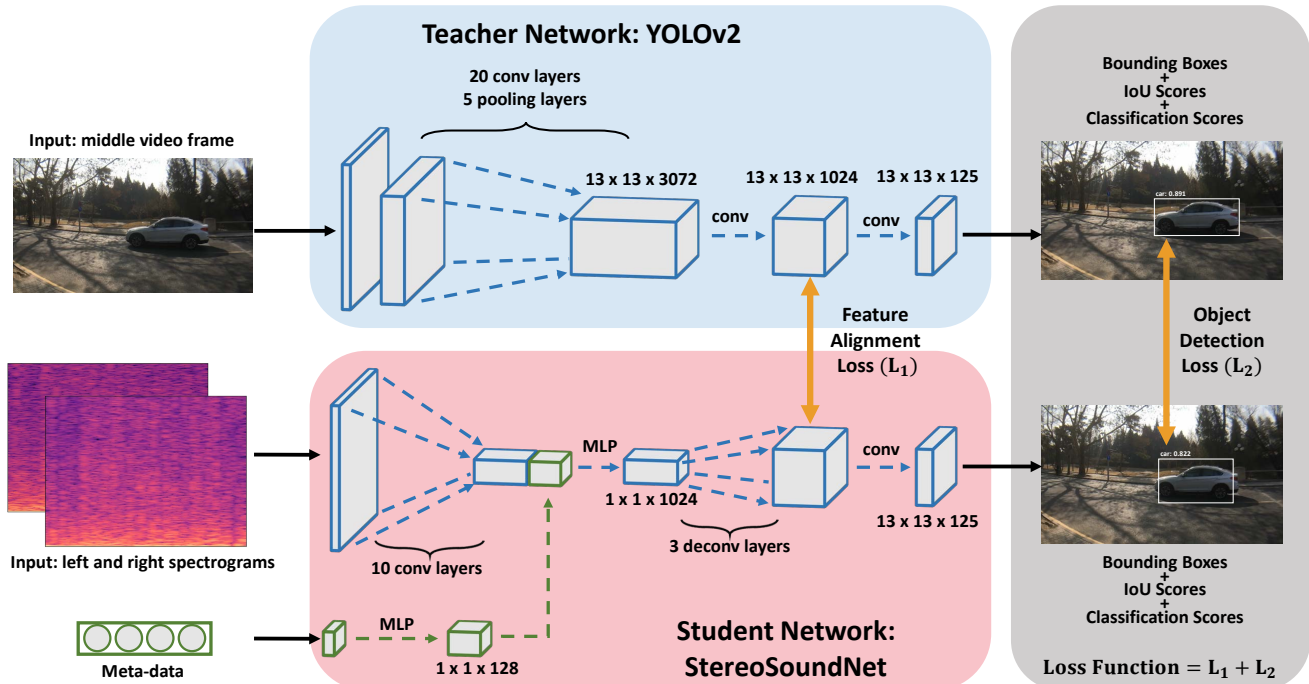 Teacher Network: YOLOv2
20 conv layers
5 pooling layers
Input: middle video frame
13 x 13 x 3072
13 x 13 x 1024
13 x 13 x 125
conv
conv
Bounding Boxes
+
IoU Scores
+
Classification Scores
car: 0.891
Feature
Alignment
Loss (L₁)
Object
Detection
Loss (L₂)
Input: left and right spectrograms
10 conv layers
MLP
1 x 1 x 1024
3 deconv layers
conv
13 x 13 x 125
car: 0.822
Bounding Boxes
+
IoU Scores
+
Classification Scores
Meta-data
MLP
1 x 1 x 128
Student Network:
StereoSoundNet
Loss Function = L₁ + L₂